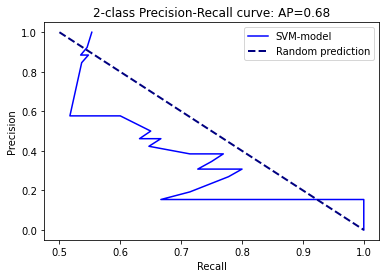 2-class Precision-Recall curve: AP=0.68
SVM-model
Random prediction
1.0
0.8
0.6
0.4
0.2
0.0
Precision
0.5 0.6 0.7 0.8 0.9 1.0
Recall